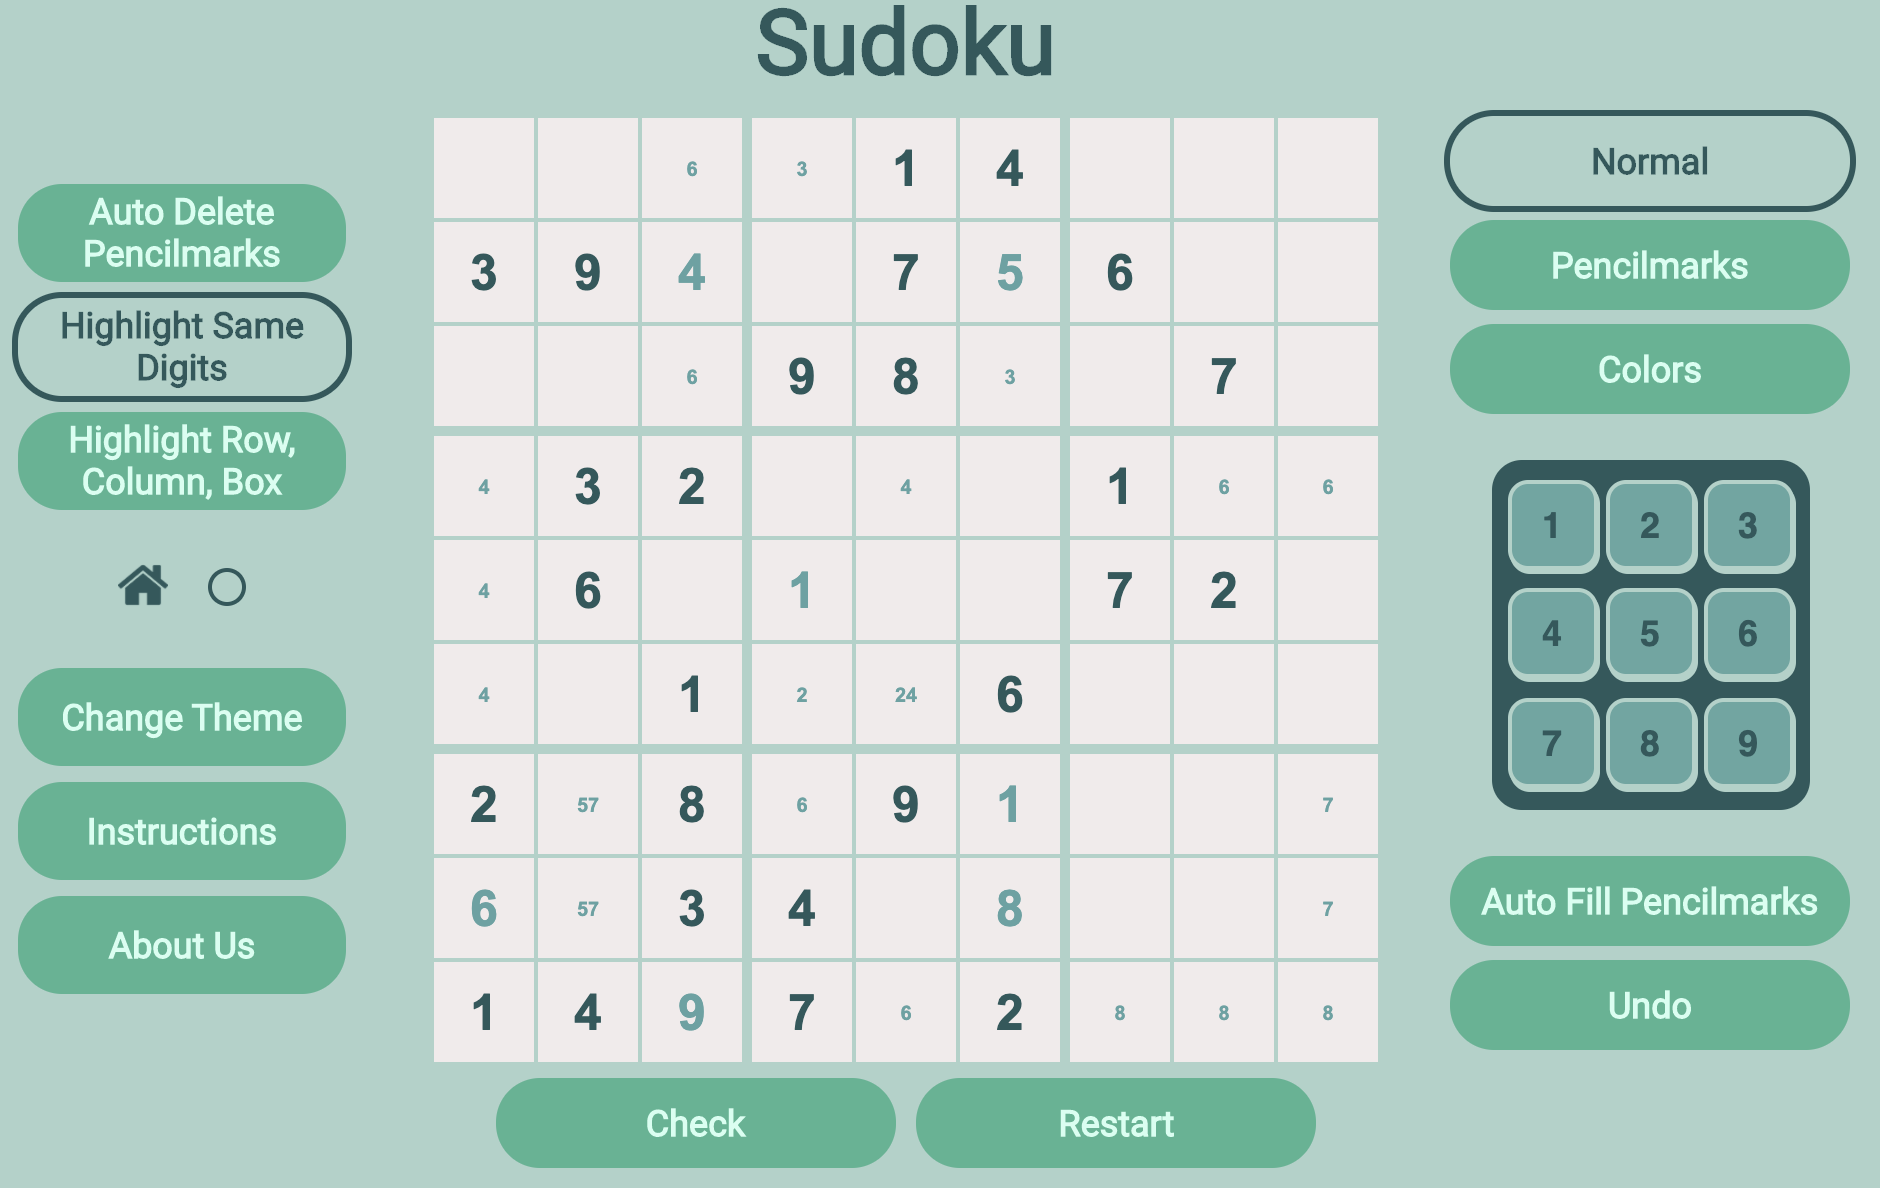 Sudoku
Auto Delete
Pencilmarks
Highlight Same
Digits
Highlight Row,
Column, Box
Change Theme
Instructions
About Us
6 3 1 4
3 9 4 7 5 6
6 9 8 3 7
4 3 2 4 1 6 6
4 6 1 7 2
4 1 2 24 6
2 57 8 6 9 1 7
6 57 3 4 8 7
1 4 9 7 6 2 8 8 8
Check
Restart
Normal
Pencilmarks
Colors
1 2 3
4 5 6
7 8 9
Auto Fill Pencilmarks
Undo